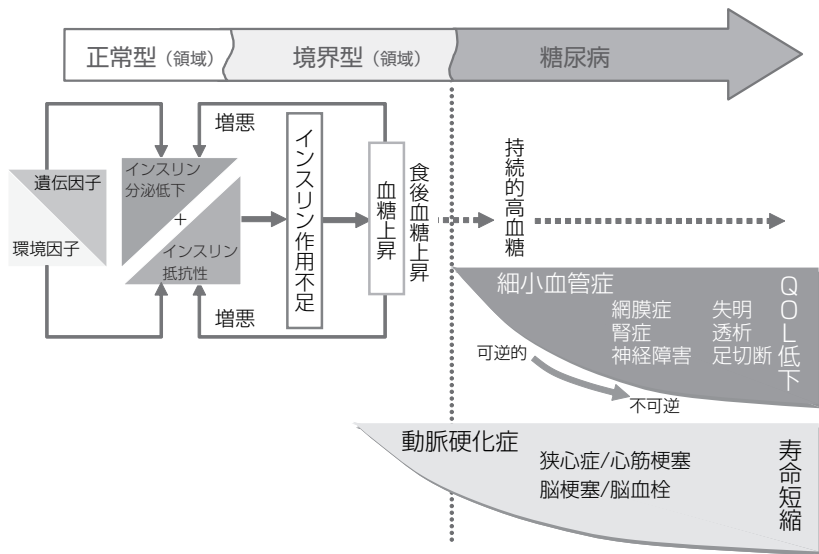 正常型（領域）
境界型（領域）
糖尿病
増悪
遺伝因子
環境因子
インスリン
分泌低下
+
インスリン
抵抗性
増悪
インスリン作用不足
血糖上昇
食後血糖上昇
持続的高血糖
細小血管症
網膜症 失明
腎症 透析
神経障害 足切断
QOL低下
可逆的
不可逆
動脈硬化症
狭心症/心筋梗塞
脳梗塞/脳血栓
寿命短縮